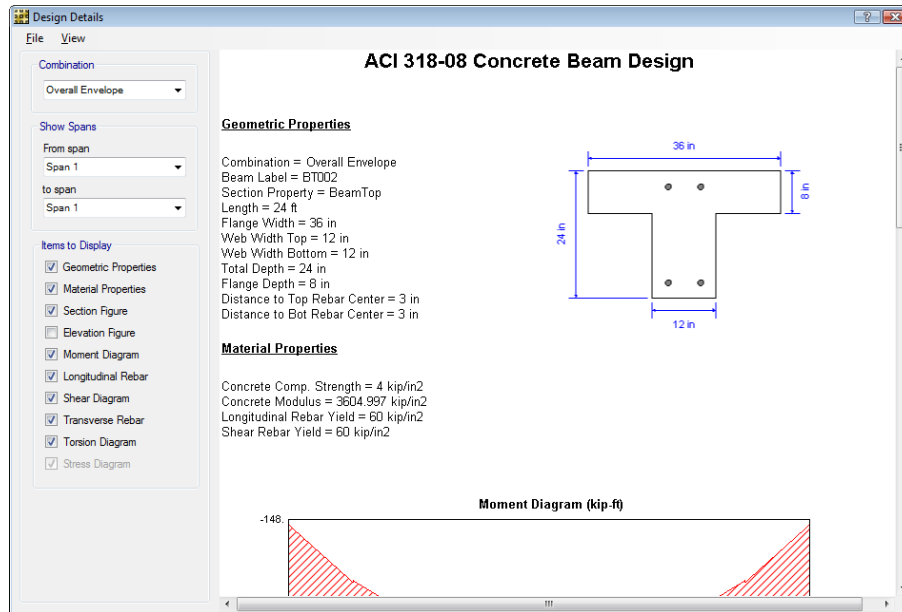 Design Details
File View
Combination
Overall Envelope
Show Spans
From span
Span 1
to span
Span 1
Items to Display
Geometric Properties
Material Properties
Section Figure
Elevation Figure
Moment Diagram
Longitudinal Rebar
Shear Diagram
Transverse Rebar
Torsion Diagram
Stress Diagram
ACI 318-08 Concrete Beam Design
Geometric Properties
Combination = Overall Envelope
Beam Label = BT002
Section Property = BeamTop
Length = 24 ft
Flange Width = 36 in
Web Width Top = 12 in
Web Width Bottom = 12 in
Total Depth = 24 in
Flange Depth = 8 in
Distance to Top Rebar Center = 3 in
Distance to Bot Rebar Center = 3 in
36 in
8 in
24 in
12 in
Material Properties
Concrete Comp. Strength = 4 kip/in2
Concrete Modulus = 3604.997 kip/in2
Longitudinal Rebar Yield = 60 kip/in2
Shear Rebar Yield = 60 kip/in2
Moment Diagram (kip-ft)
-148.